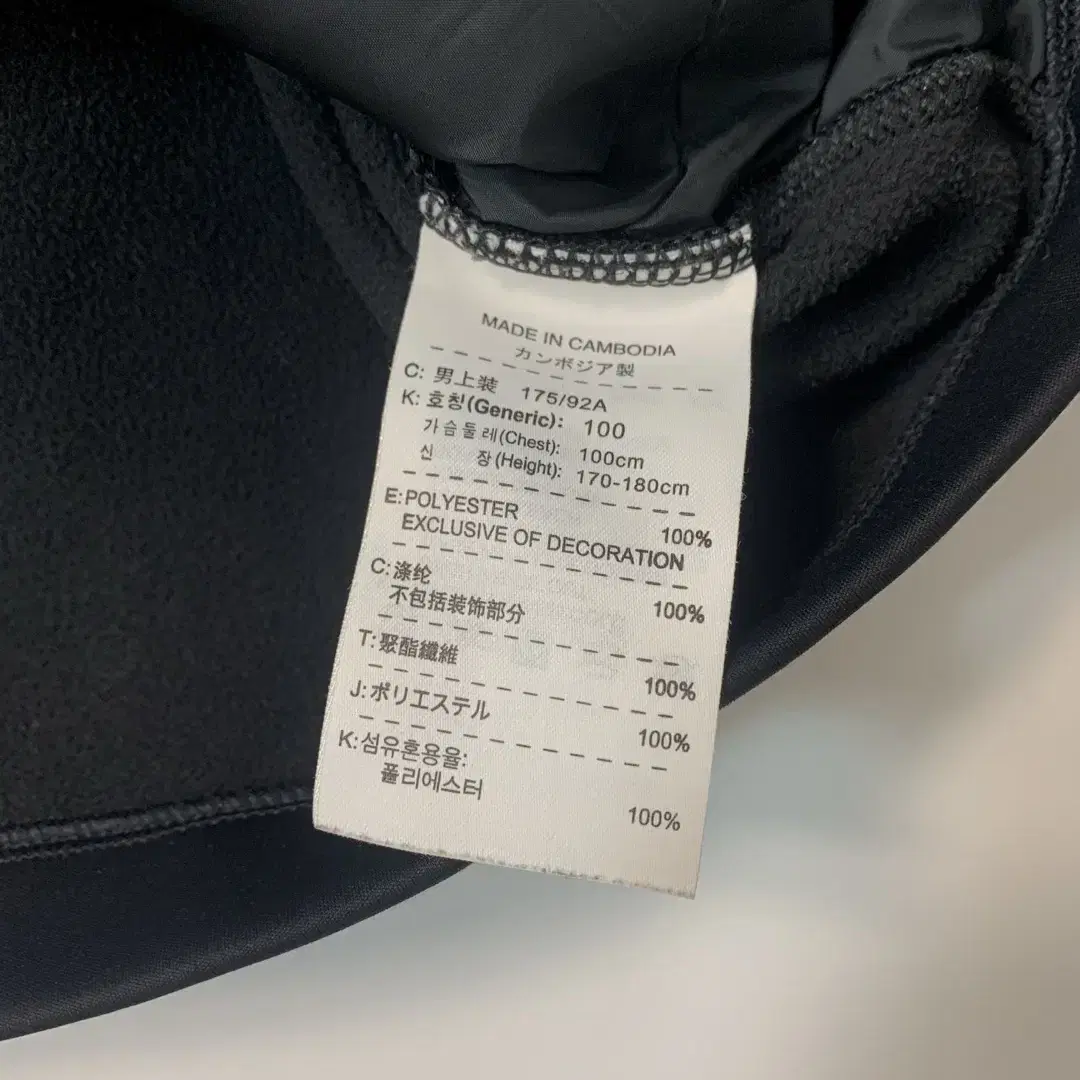 MADE IN CAMBODIA
カンボジア製
C: 男上装 175/92A
K: 호칭(Generic): 100
가슴둘레(Chest): 100cm
신 장(Height): 170-180cm
E:POLYESTER 100%
EXCLUSIVE OF DECORATION
C:涤纶 100%
不包括装饰部分
T:聚酯纖維 100%
J:ポリエステル 100%
K:섬유혼용율:
폴리에스터 100%